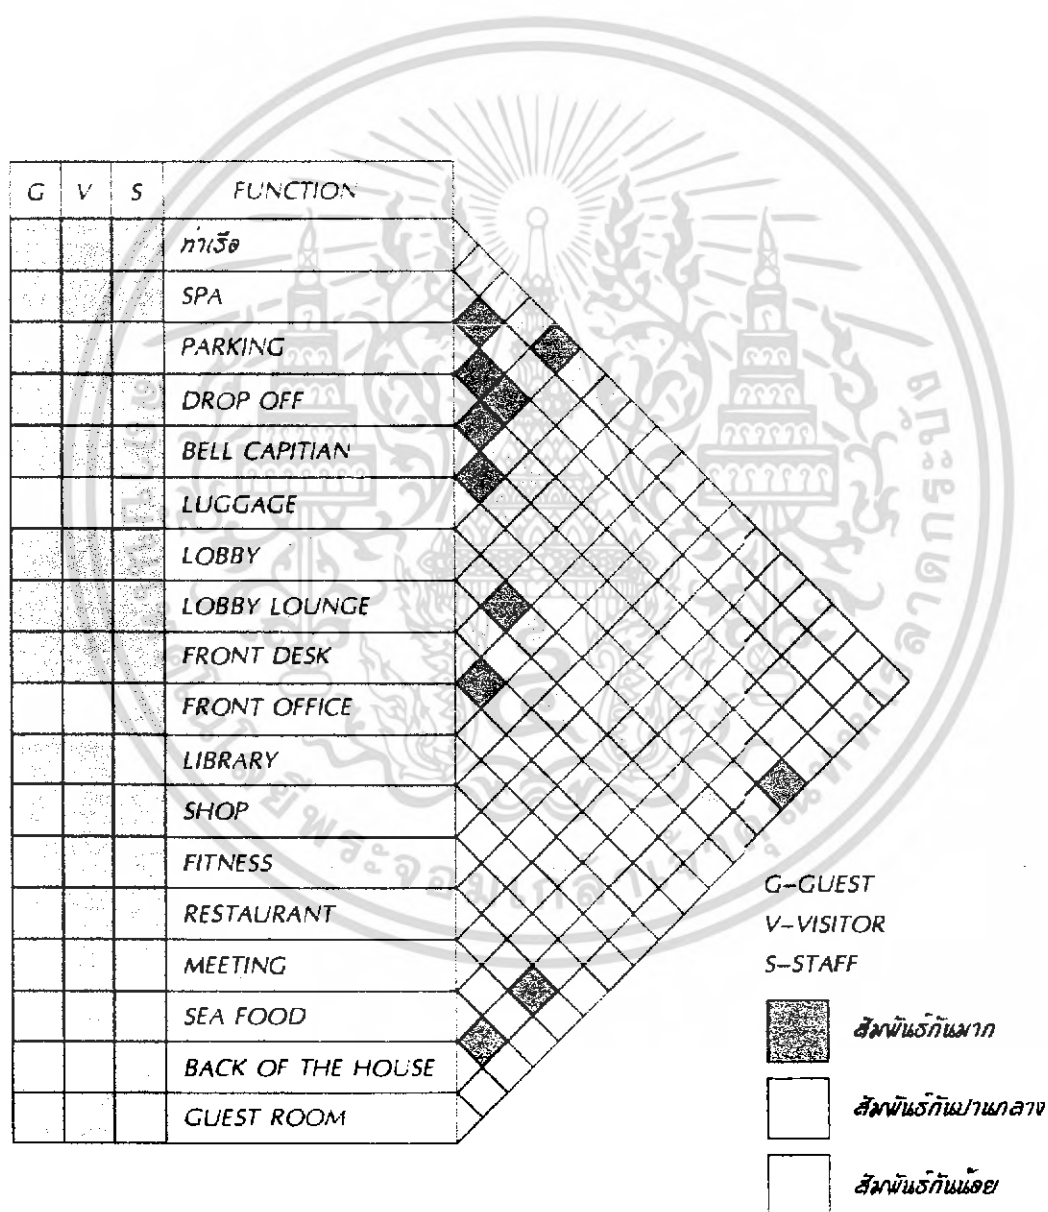 G V S FUNCTION
ท่าเรือ
SPA
PARKING
DROP OFF
BELL CAPITIAN
LUGGAGE
LOBBY
LOBBY LOUNGE
FRONT DESK
FRONT OFFICE
LIBRARY
SHOP
FITNESS
RESTAURANT
MEETING
SEA FOOD
BACK OF THE HOUSE
GUEST ROOM
G-GUEST
V-VISITOR
S-STAFF
สัมพันธ์กันมาก
สัมพันธ์กันปานกลาง
สัมพันธ์กันน้อย